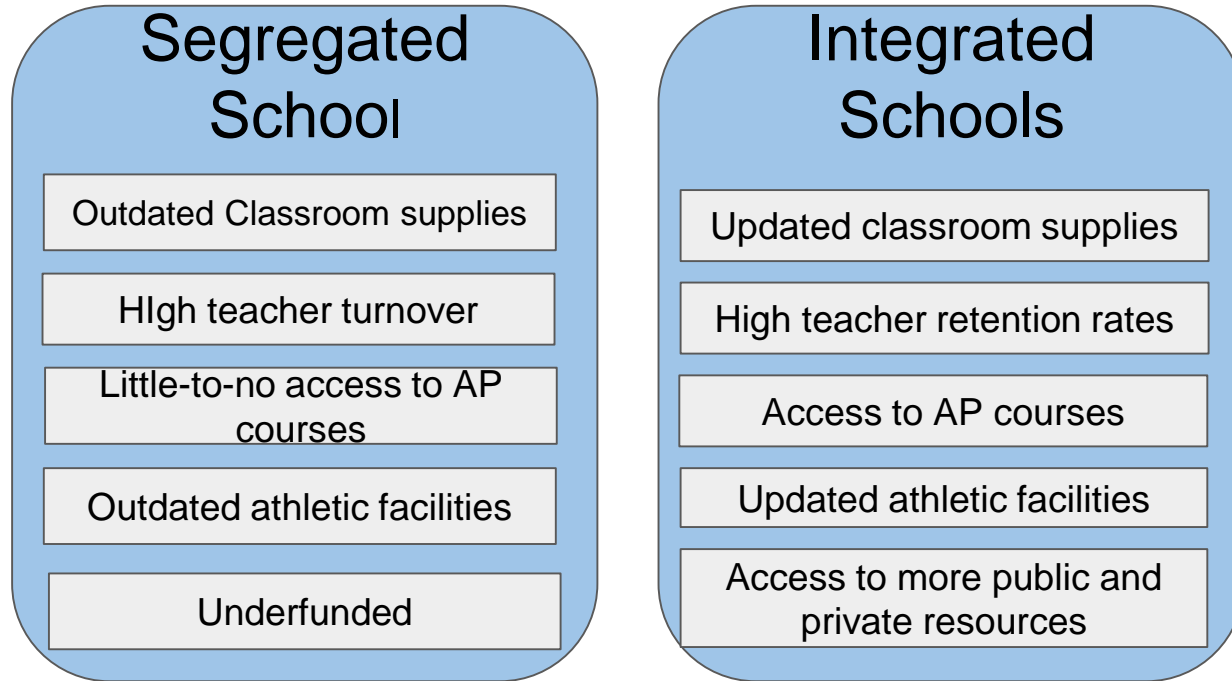 Segregated
School
Outdated Classroom supplies
HIgh teacher turnover
Little-to-no access to AP
courses
Outdated athletic facilities
Underfunded
Integrated
Schools
Updated classroom supplies
High teacher retention rates
Access to AP courses
Updated athletic facilities
Access to more public and
private resources